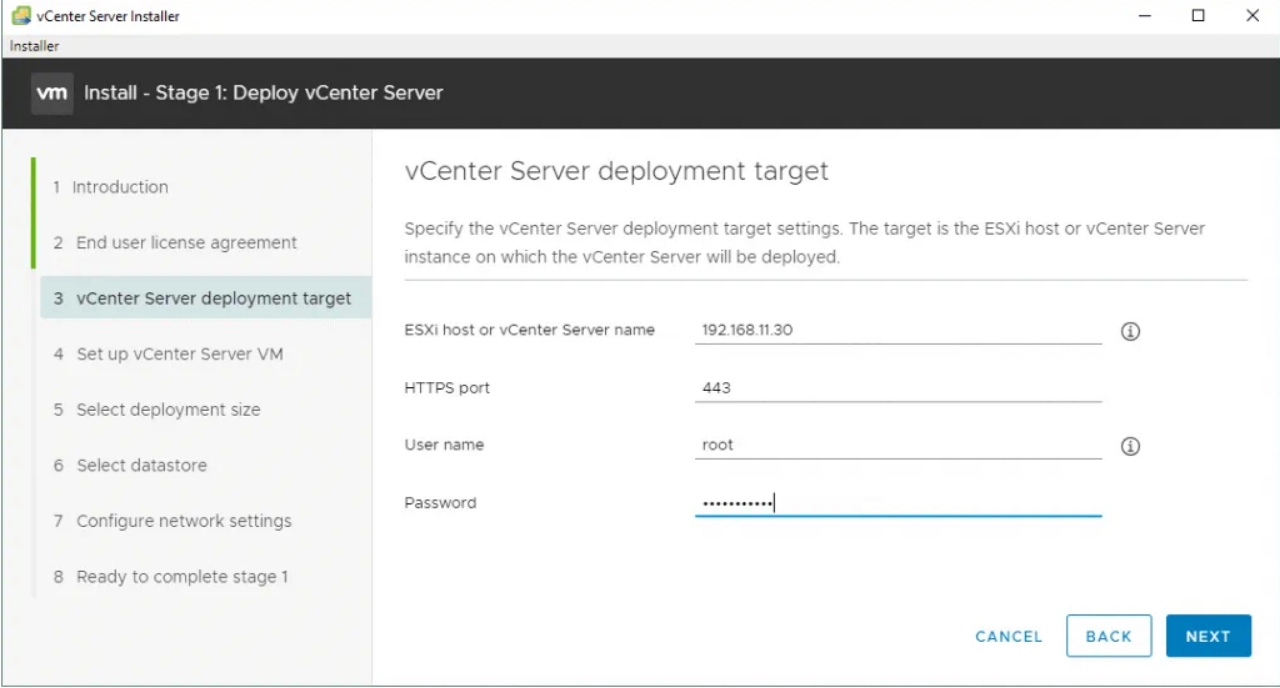 vCenter Server Installer
Installer
vm Install - Stage 1: Deploy vCenter Server
1 Introduction
2 End user license agreement
3 vCenter Server deployment target
4 Set up vCenter Server VM
5 Select deployment size
6 Select datastore
7 Configure network settings
8 Ready to complete stage 1
vCenter Server deployment target
Specify the vCenter Server deployment target settings. The target is the ESXi host or vCenter Server
instance on which the vCenter Server will be deployed.
ESXi host or vCenter Server name 192.168.11.30
HTTPS port 443
User name root
Password •••••••••••
CANCEL BACK NEXT